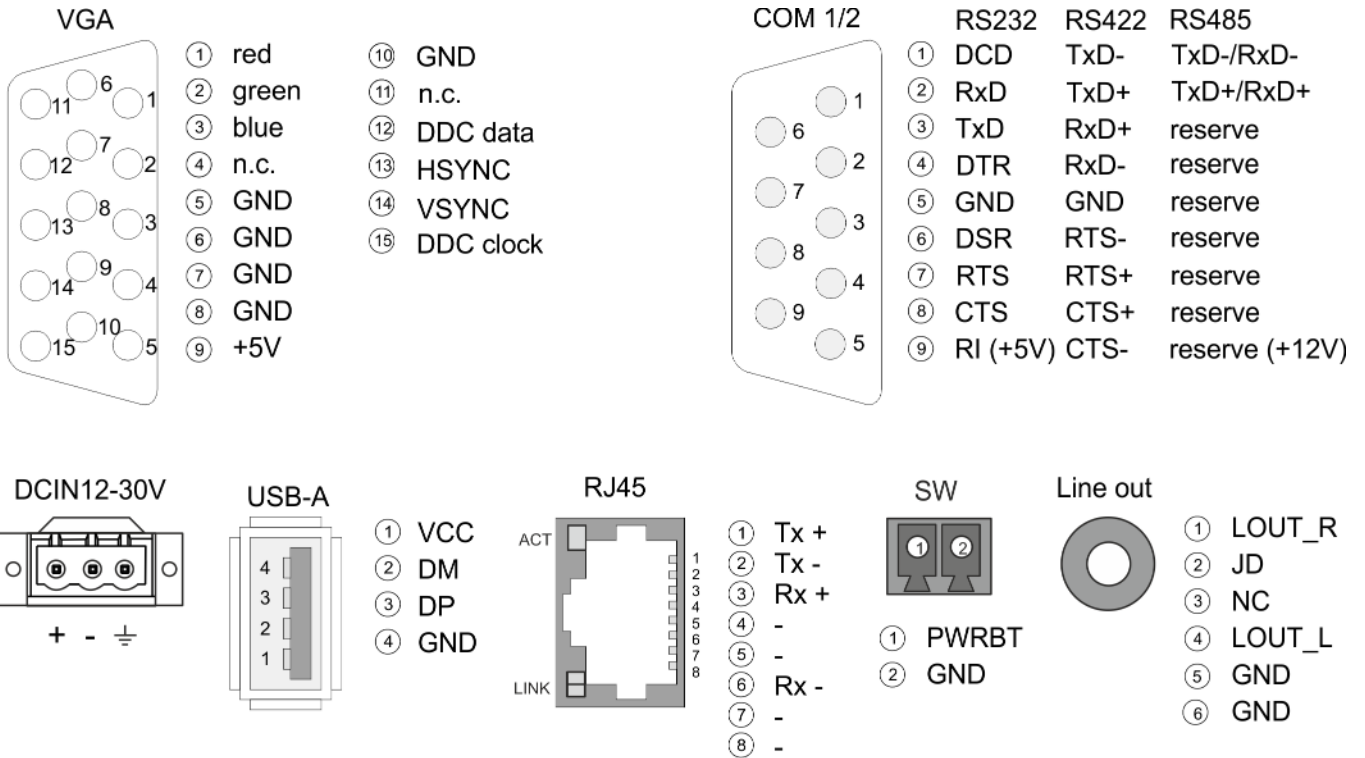 VGA
6
11 1
7
12 2
8
13 3
9
14 4
10
15 5
1 red
2 green
3 blue
4 n.c.
5 GND
6 GND
7 GND
8 GND
9 +5V
10 GND
11 n.c.
12 DDC data
13 HSYNC
14 VSYNC
15 DDC clock
COM 1/2
1
6
2
7
3
8
4
9
5
RS232 RS422 RS485
1 DCD TxD- TxD-/RxD-
2 RxD TxD+ TxD+/RxD+
3 TxD RxD+ reserve
4 DTR RxD- reserve
5 GND GND reserve
6 DSR RTS- reserve
7 RTS RTS+ reserve
8 CTS CTS+ reserve
9 RI (+5V) CTS- reserve (+12V)
DCIN12-30V
+ - ⏚
USB-A
4
3
2
1
1 VCC
2 DM
3 DP
4 GND
RJ45
ACT
LINK
1
2
3
4
5
6
7
8
1 Tx +
2 Tx -
3 Rx +
4 -
5 -
6 Rx -
7 -
8 -
SW
1 2
1 PWRBT
2 GND
Line out
1 LOUT_R
2 JD
3 NC
4 LOUT_L
5 GND
6 GND